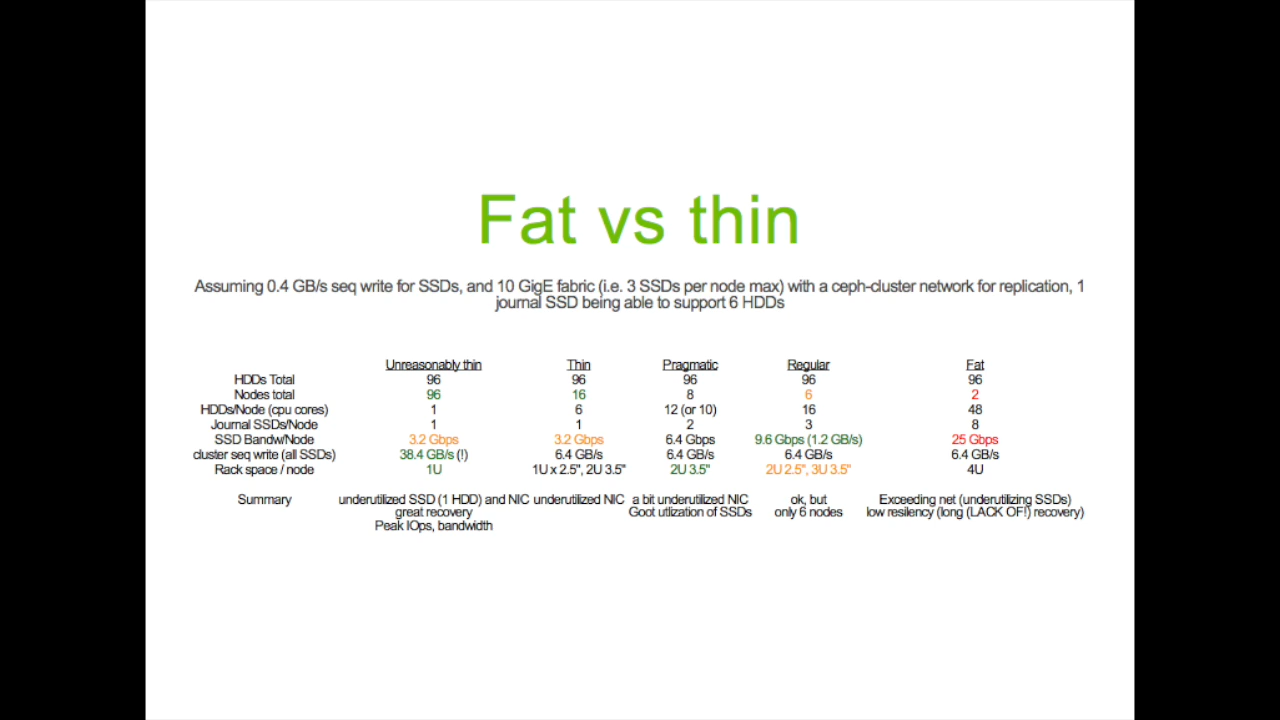 Fat vs thin
Assuming 0.4 GB/s seq write for SSDs, and 10 GigE fabric (i.e. 3 SSDs per node max) with a ceph-cluster network for replication, 1
journal SSD being able to support 6 HDDs
Unreasonably thin Thin Pragmatic Regular Fat
HDDs Total 96 96 96 96 96
Nodes total 96 16 8 6 2
HDDs/Node (cpu cores) 1 6 12 (or 10) 16 48
Journal SSDs/Node 1 1 2 3 8
SSD Bandw/Node 3.2 Gbps 3.2 Gbps 6.4 Gbps 9.6 Gbps (1.2 GB/s) 25 Gbps
cluster seq write (all SSDs) 38.4 GB/s (!) 6.4 GB/s 6.4 GB/s 6.4 GB/s 6.4 GB/s
Rack space / node 1U 1U x 2.5", 2U 3.5" 2U 3.5" 2U 2.5", 3U 3.5" 4U
Summary underutilized SSD (1 HDD) and NIC underutilized NIC a bit underutilized NIC ok, but Exceeding net (underutilizing SSDs)
great recovery Goot utlization of SSDs only 6 nodes low resilency (long (LACK OF!) recovery)
Peak IOps, bandwidth